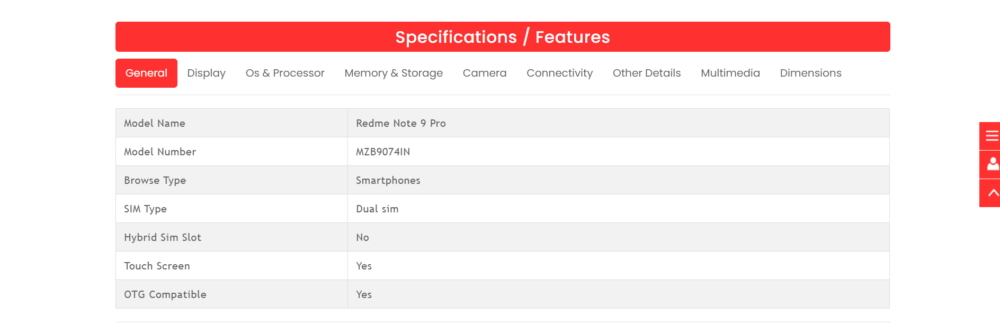 Specifications / Features
General Display Os & Processor Memory & Storage Camera Connectivity Other Details Multimedia Dimensions
Model Name Redme Note 9 Pro
Model Number MZB9074IN
Browse Type Smartphones
SIM Type Dual sim
Hybrid Sim Slot No
Touch Screen Yes
OTG Compatible Yes